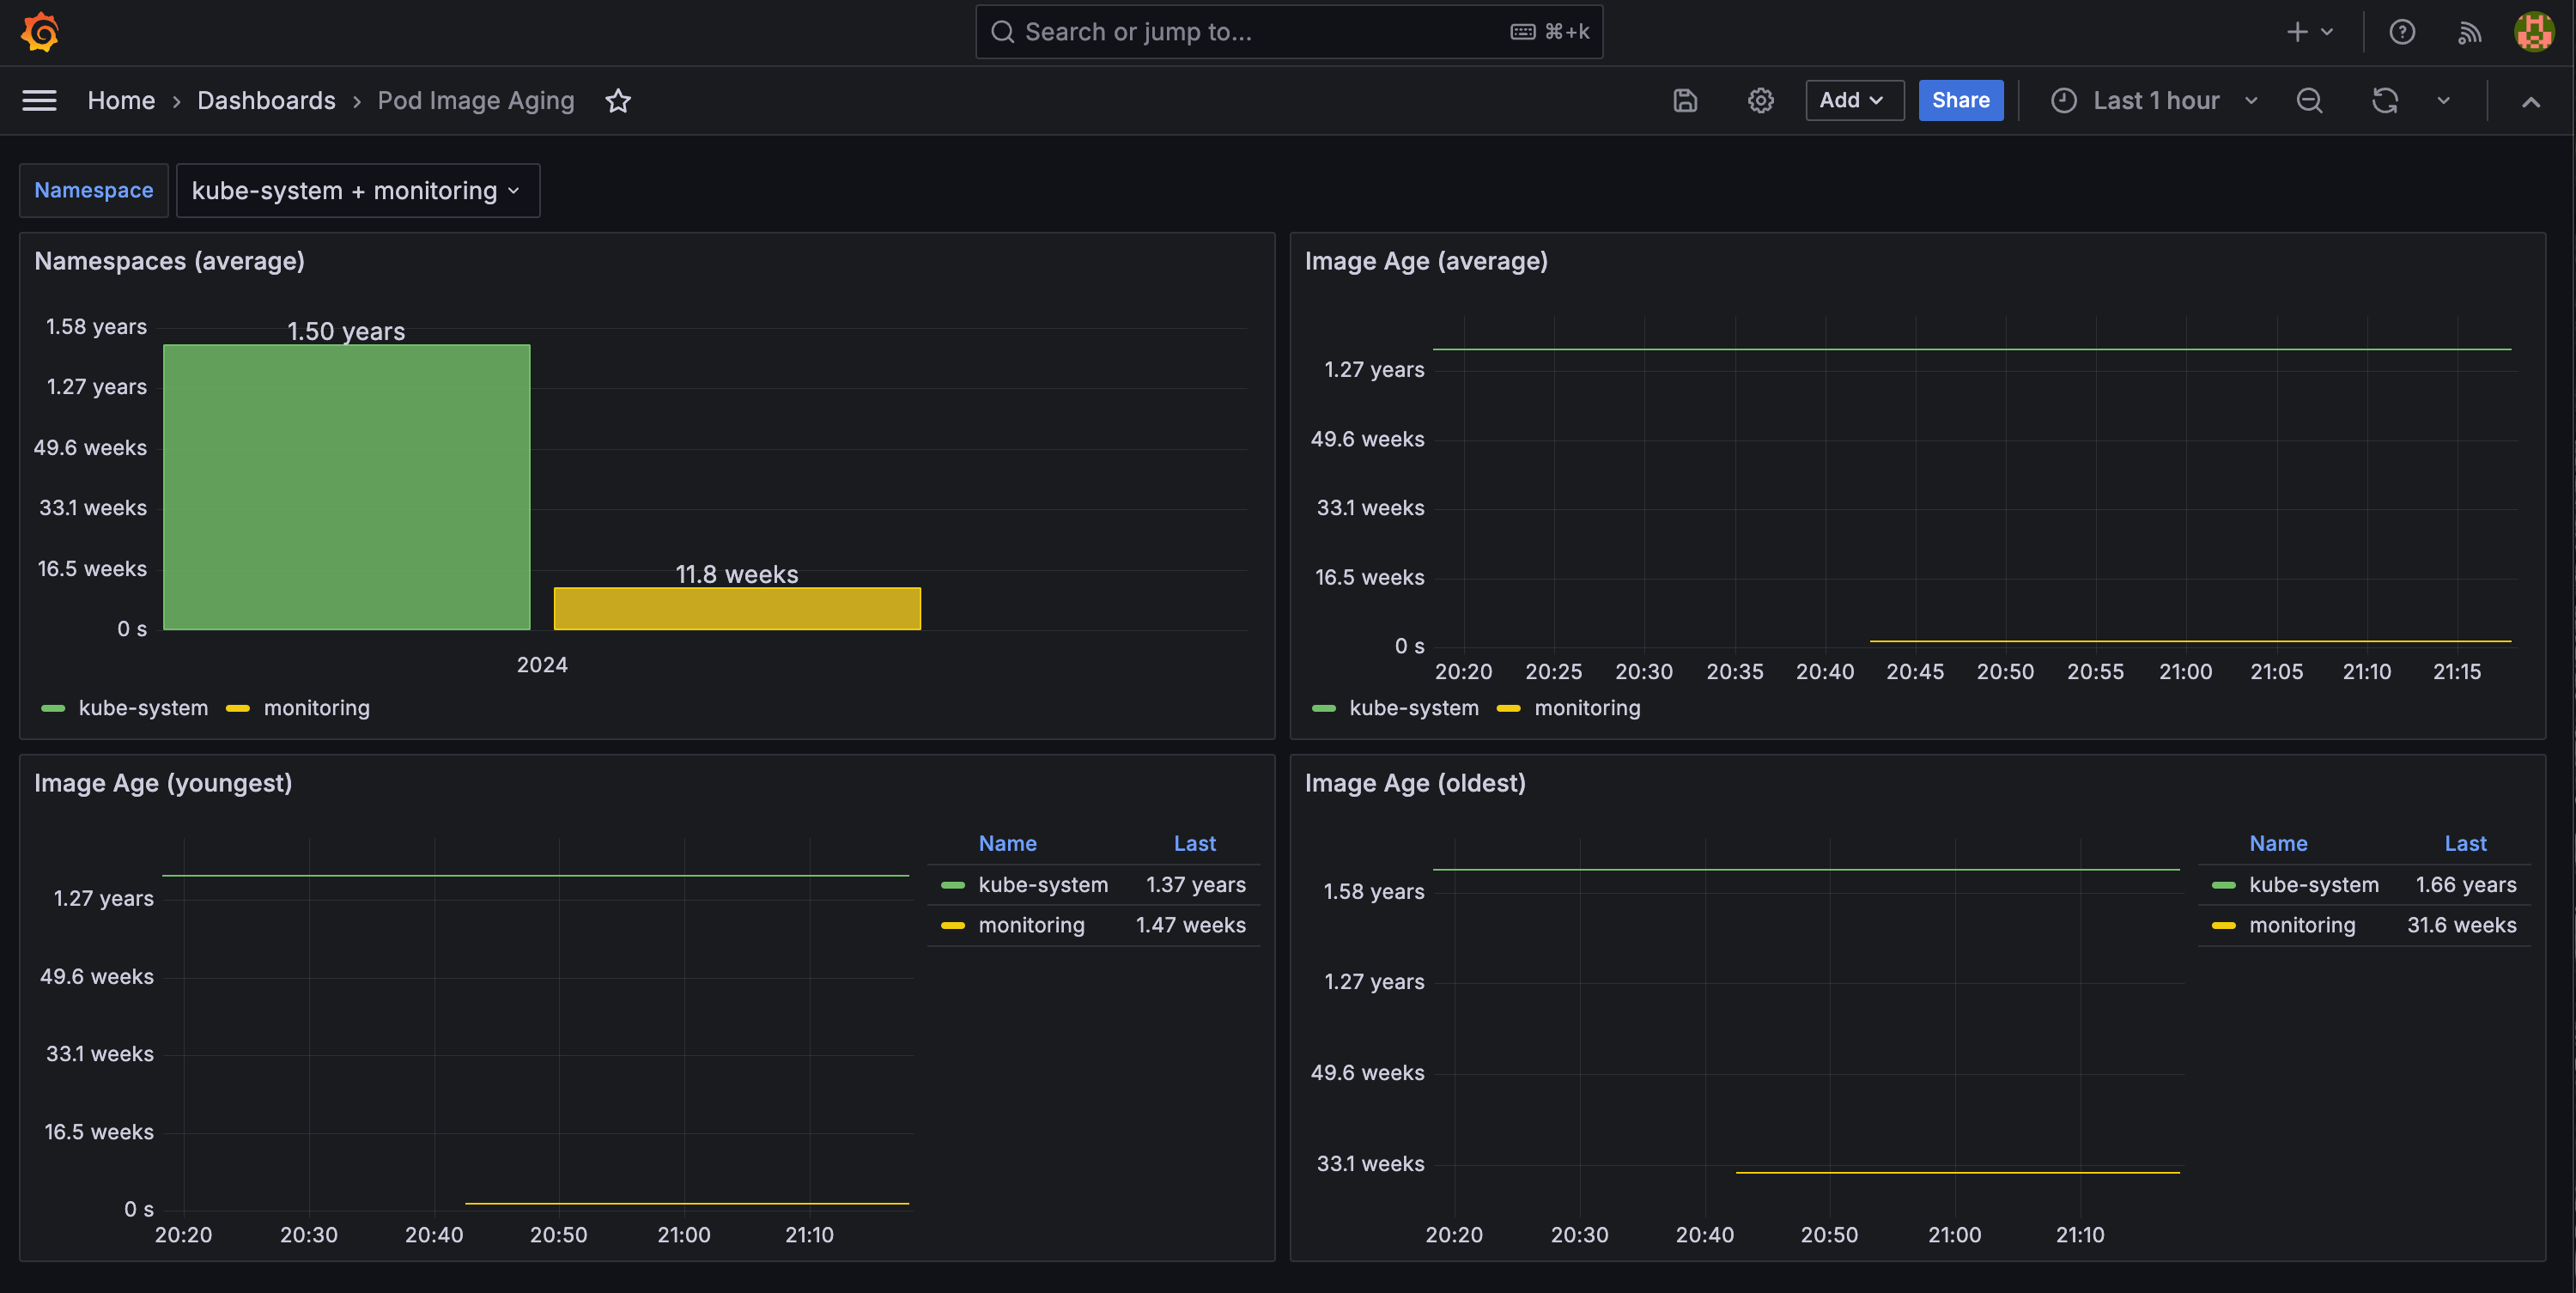 Search or jump to... ⌘+k
Home › Dashboards › Pod Image Aging
Add
Share
Last 1 hour
Namespace
kube-system + monitoring
Namespaces (average)
1.58 years
1.27 years
49.6 weeks
33.1 weeks
16.5 weeks
0 s
1.50 years
11.8 weeks
2024
kube-system monitoring
Image Age (average)
1.27 years
49.6 weeks
33.1 weeks
16.5 weeks
0 s
20:20 20:25 20:30 20:35 20:40 20:45 20:50 20:55 21:00 21:05 21:10 21:15
kube-system monitoring
Image Age (youngest)
1.27 years
49.6 weeks
33.1 weeks
16.5 weeks
0 s
20:20 20:30 20:40 20:50 21:00 21:10
Name Last
kube-system 1.37 years
monitoring 1.47 weeks
Image Age (oldest)
1.58 years
1.27 years
49.6 weeks
33.1 weeks
20:20 20:30 20:40 20:50 21:00 21:10
Name Last
kube-system 1.66 years
monitoring 31.6 weeks